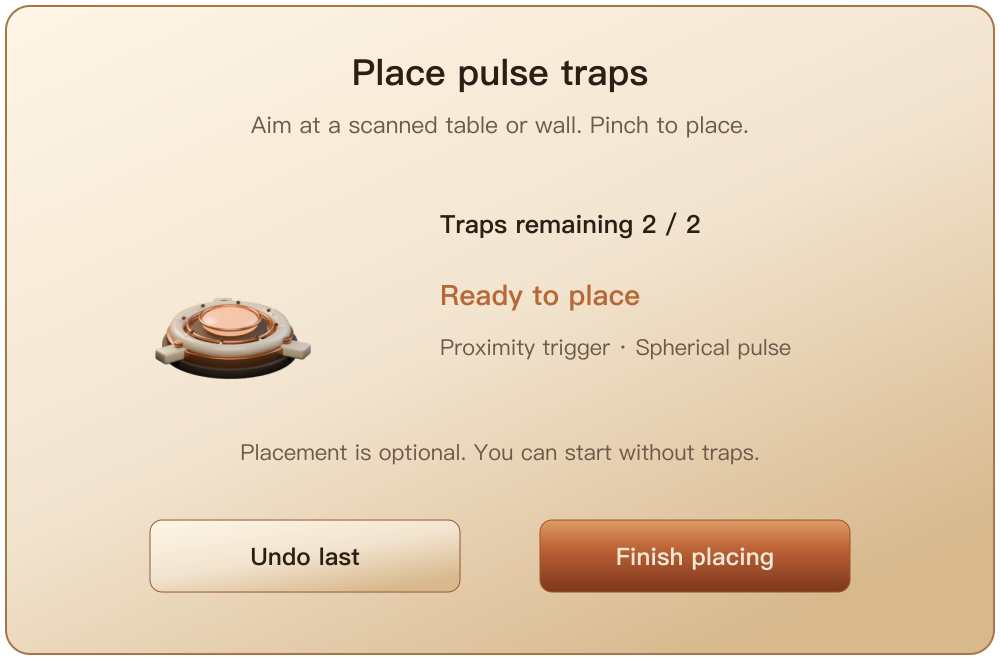 Place pulse traps
Aim at a scanned table or wall. Pinch to place.
Traps remaining 2 / 2
Ready to place
Proximity trigger · Spherical pulse
Placement is optional. You can start without traps.
Undo last
Finish placing